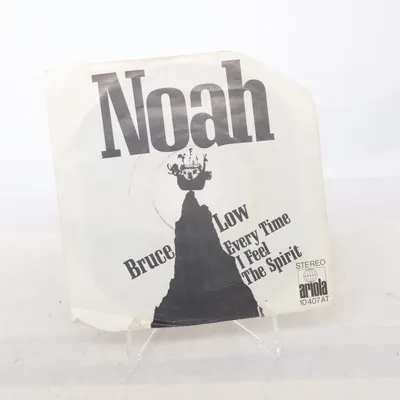 Noah
Bruce Low
Every Time
I Feel
The Spirit
STEREO
ariola
10 407 AT